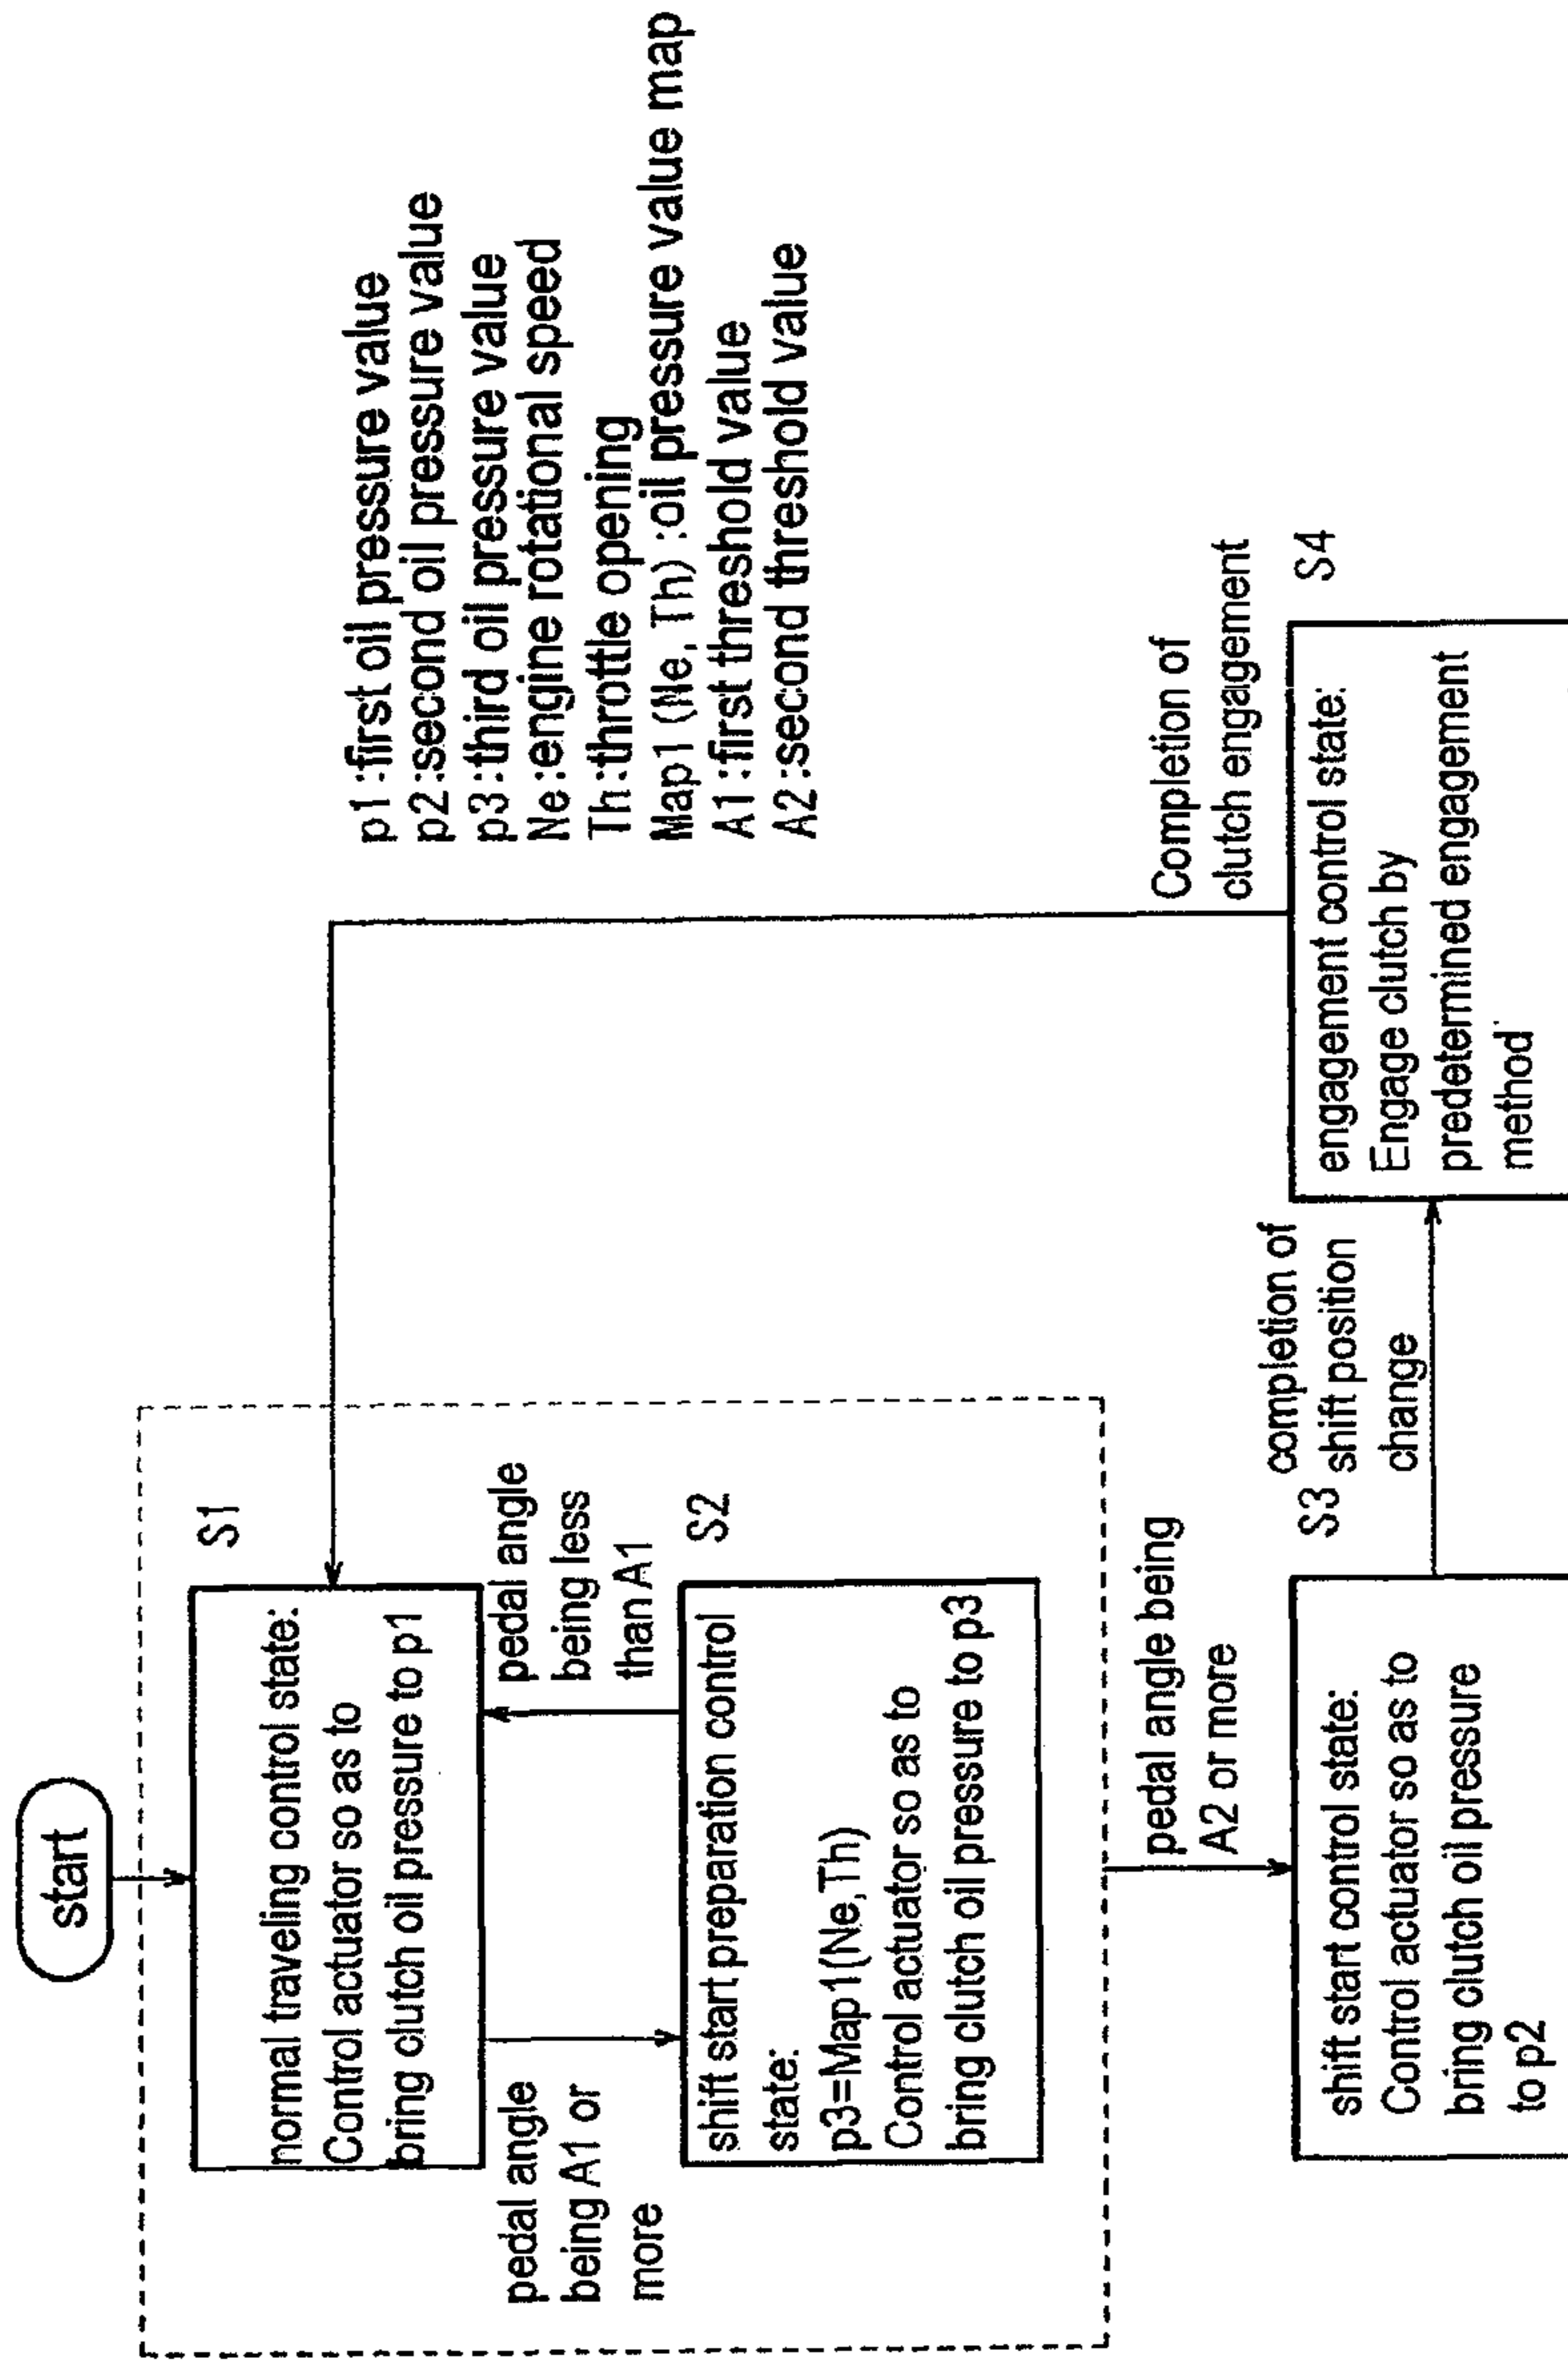 start
S1
normal traveling control state:
Control actuator so as to
bring clutch oil pressure to p1
pedal angle
being A1 or
more
pedal angle
being less
than A1
S2
shift start preparation control
state:
p3=Map1(Ne,Th)
Control actuator so as to
bring clutch oil pressure to p3
pedal angle being
A2 or more
S3
shift start control state:
Control actuator so as to
bring clutch oil pressure
to p2
completion of
shift position
change
S4
engagement control state:
Engage clutch by
predetermined engagement
method
Completion of
clutch engagement
p1:first oil pressure value
p2:second oil pressure value
p3:third oil pressure value
Ne:engine rotational speed
Th:throttle opening
Map1(Ne,Th):oil pressure value map
A1:first threshold value
A2:second threshold value